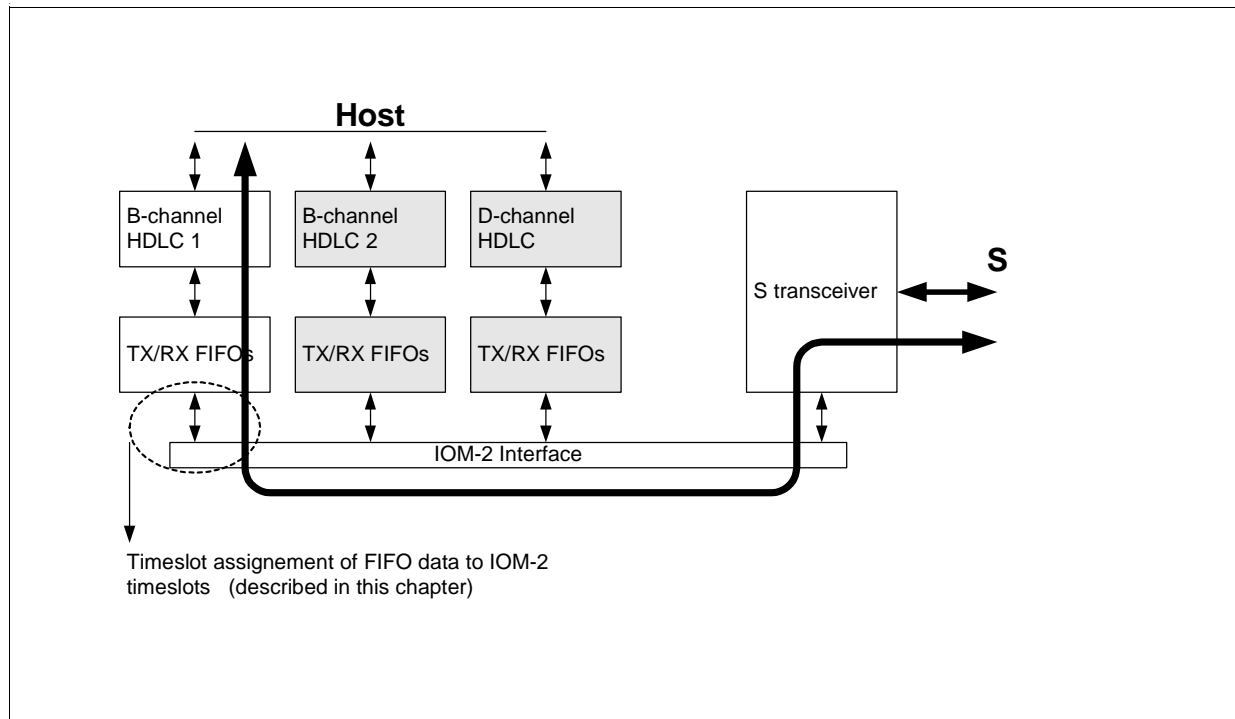 Host
B-channel
HDLC 1
B-channel
HDLC 2
D-channel
HDLC
S transceiver
S
TX/RX FIFOs
TX/RX FIFOs
TX/RX FIFOs
IOM-2 Interface
Timeslot assignement of FIFO data to IOM-2
timeslots (described in this chapter)